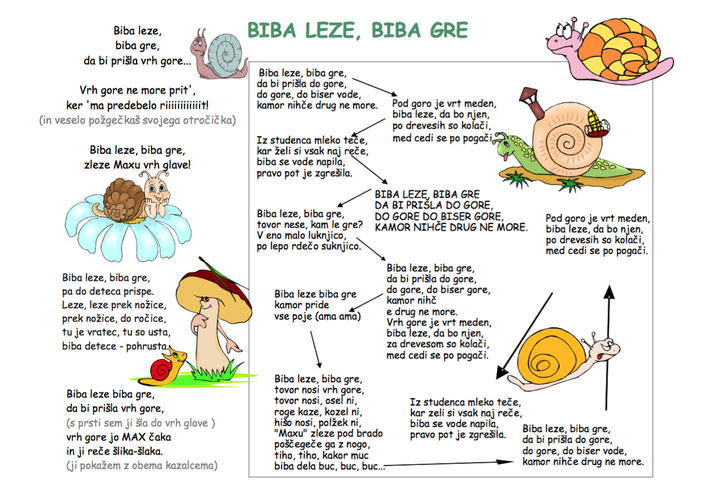 BIBA LEZE, BIBA GRE
Biba leze,
biba gre,
da bi prišla vrh gore...
Vrh gore ne more prit',
ker 'ma predebelo riiiiiiiiiiiiit!
(in veselo požgečkaš svojega otročička)
Biba leze, biba gre,
zleze Maxu vrh glave!
Biba leze, biba gre,
pa do deteca prispe.
Leze, leze prek nožice,
prek nožice, do ročice,
tu je vratec, tu so usta,
biba detece - pohrusta.
Biba leze, biba gre,
da bi prišla vrh gore,
(s prsti sem ji šla do vrh glave )
vrh gore jo MAX čaka
in ji reče šlika-šlaka.
(ji pokažem z obema kazalcema)
Biba leze, biba gre,
da bi prišla do gore,
do gore, do biser vode,
kamor nihče drug ne more.
Pod goro je vrt meden,
biba leze, da bo njen,
po drevesih so kolači,
med cedi se po pogači.
Iz studenca mleko teče,
kar želi si vsak naj reče,
biba se vode napila,
pravo pot je zgrešila.
BIBA LEZE, BIBA GRE
DA BI PRIŠLA DO GORE,
DO GORE DO BISER GORE,
KAMOR NIHČE DRUG NE MORE.
Biba leze, biba gre,
tovor nese, kam le gre?
V eno malo luknjico,
po lepo rdečo suknjico.
Pod goro je vrt meden,
biba leze, da bo njen,
po drevesih so kolači,
med cedi se po pogači.
Biba leze, biba gre,
da bi prišla do gore,
do gore, do biser gore,
kamor nihč
e drug ne more.
Vrh gore je vrt meden,
biba leze, da bo njen,
za drevesom so kolači,
med cedi se po pogači.
Biba leze biba gre
kamor pride
vse poje (ama ama)
Biba leze, biba gre,
tovor nosi vrh gore,
tovor nosi, osel ni,
roge kaze, kozel ni,
hišo nosi, polžek ni,
"Maxu" zleze pod brado
poščegeče ga z nogo,
tiho, tiho, kakor muc
biba dela buc, buc, buc...
Iz studenca mleko teče,
kar zeli si vsak naj reče,
biba se vode napila,
pravo pot je zgrešila.
Biba leze, biba gre,
da bi prišla do gore,
do gore, do biser vode,
kamor nihče drug ne more.